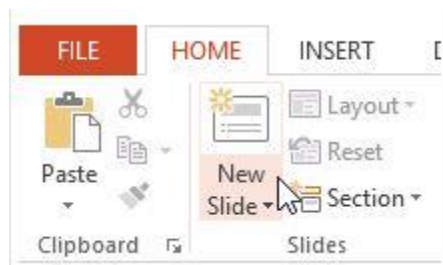 FILE HOME INSERT D
Layout
Reset
Paste
New
Slide
Section
Clipboard Slides